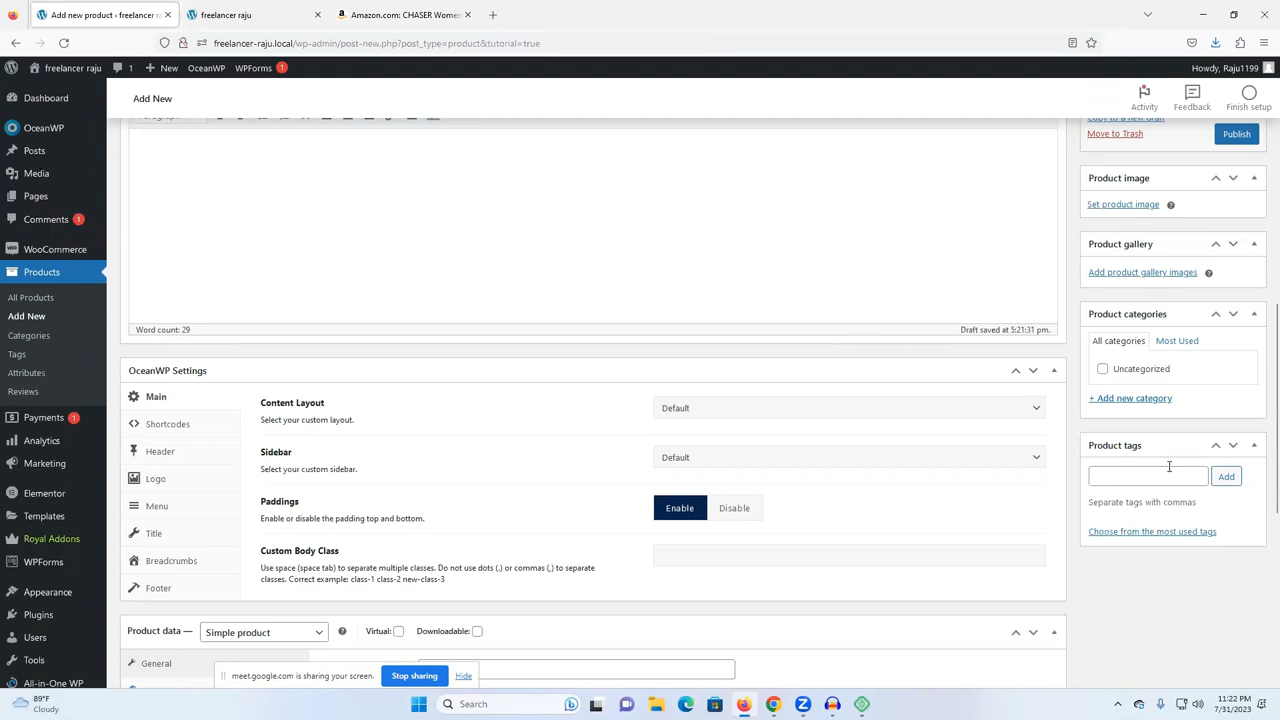 Add new product ‹ freelancer ra
freelancer raju
Amazon.com: CHASER Women
freelancer-raju.local/wp-admin/post-new.php?post_type=product&tutorial=true
freelancer raju
1
New
OceanWP
WPForms
1
Howdy, Raju1199
Dashboard
OceanWP
Posts
Media
Pages
Comments 1
WooCommerce
Products
All Products
Add New
Categories
Tags
Attributes
Reviews
Payments 1
Analytics
Marketing
Elementor
Templates
Royal Addons
WPForms
Appearance
Plugins
Users
Tools
All-in-One WP
Add New
Activity
Feedback
Finish setup
Paragraph
Word count: 29
Draft saved at 5:21:31 pm.
OceanWP Settings
Main
Shortcodes
Header
Logo
Menu
Title
Breadcrumbs
Footer
Content Layout
Select your custom layout.
Default
Sidebar
Select your custom sidebar.
Default
Paddings
Enable or disable the padding top and bottom.
Enable
Disable
Custom Body Class
Use space (space tab) to separate multiple classes. Do not use dots (.) or commas (,) to separate
classes. Correct example: class-1 class-2 new-class-3
Product data —
Simple product
Virtual:
Downloadable:
General
meet.google.com is sharing your screen.
Stop sharing
Hide
Copy to a new draft
Move to Trash
Publish
Product image
Set product image
Product gallery
Add product gallery images
Product categories
All categories
Most Used
Uncategorized
+ Add new category
Product tags
Add
Separate tags with commas
Choose from the most used tags
89°F
Cloudy
Search
11:22 PM
7/31/2023